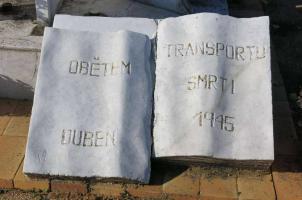 OBĚTEM
DUBEN
TRANSPORTU
SMRTI
1945